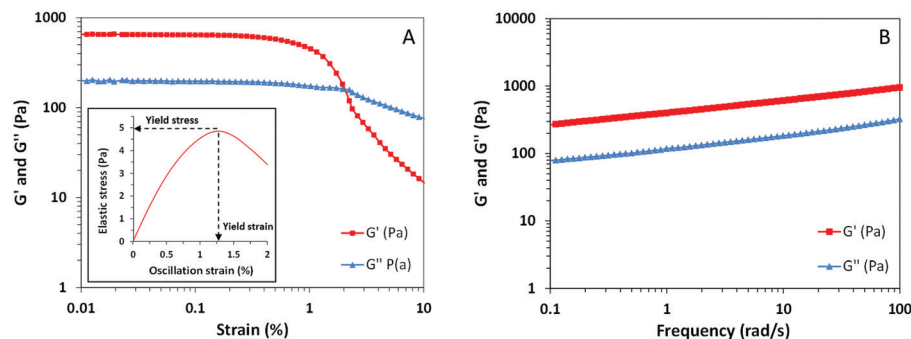 A
1000
100
10
1
G' and G'' (Pa)
0.01 0.1 1 10
Strain (%)
G' (Pa)
G'' P(a)
Yield stress
Yield strain
6
5
4
3
2
1
0
Elastic stress (Pa)
0 0.5 1 1.5 2
Oscillation strain (%)
B
10000
1000
100
10
1
G' and G'' (Pa)
0.1 1 10 100
Frequency (rad/s)
G' (Pa)
G'' (Pa)